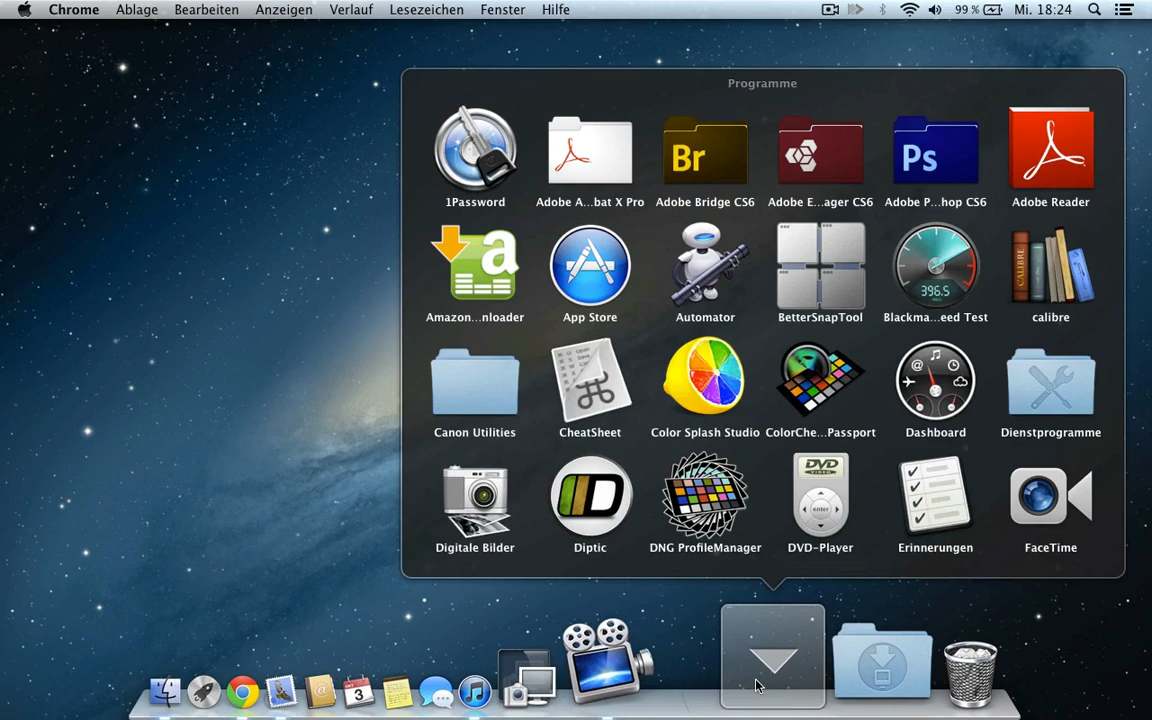 Chrome Ablage Bearbeiten Anzeigen Verlauf Lesezeichen Fenster Hilfe 99 % Mi. 18:24
Programme
1Password Adobe A...bat X Pro Adobe Bridge CS6 Adobe E...ager CS6 Adobe P...hop CS6 Adobe Reader
Br Ps
Amazon...nloader App Store Automator BetterSnapTool Blackma...eed Test calibre
a 396.5 CALIBRE
Canon Utilities CheatSheet Color Splash Studio ColorChe...Passport Dashboard Dienstprogramme
Digitale Bilder Diptic DNG ProfileManager DVD-Player Erinnerungen FaceTime
DVD
VIDEO
enter
3